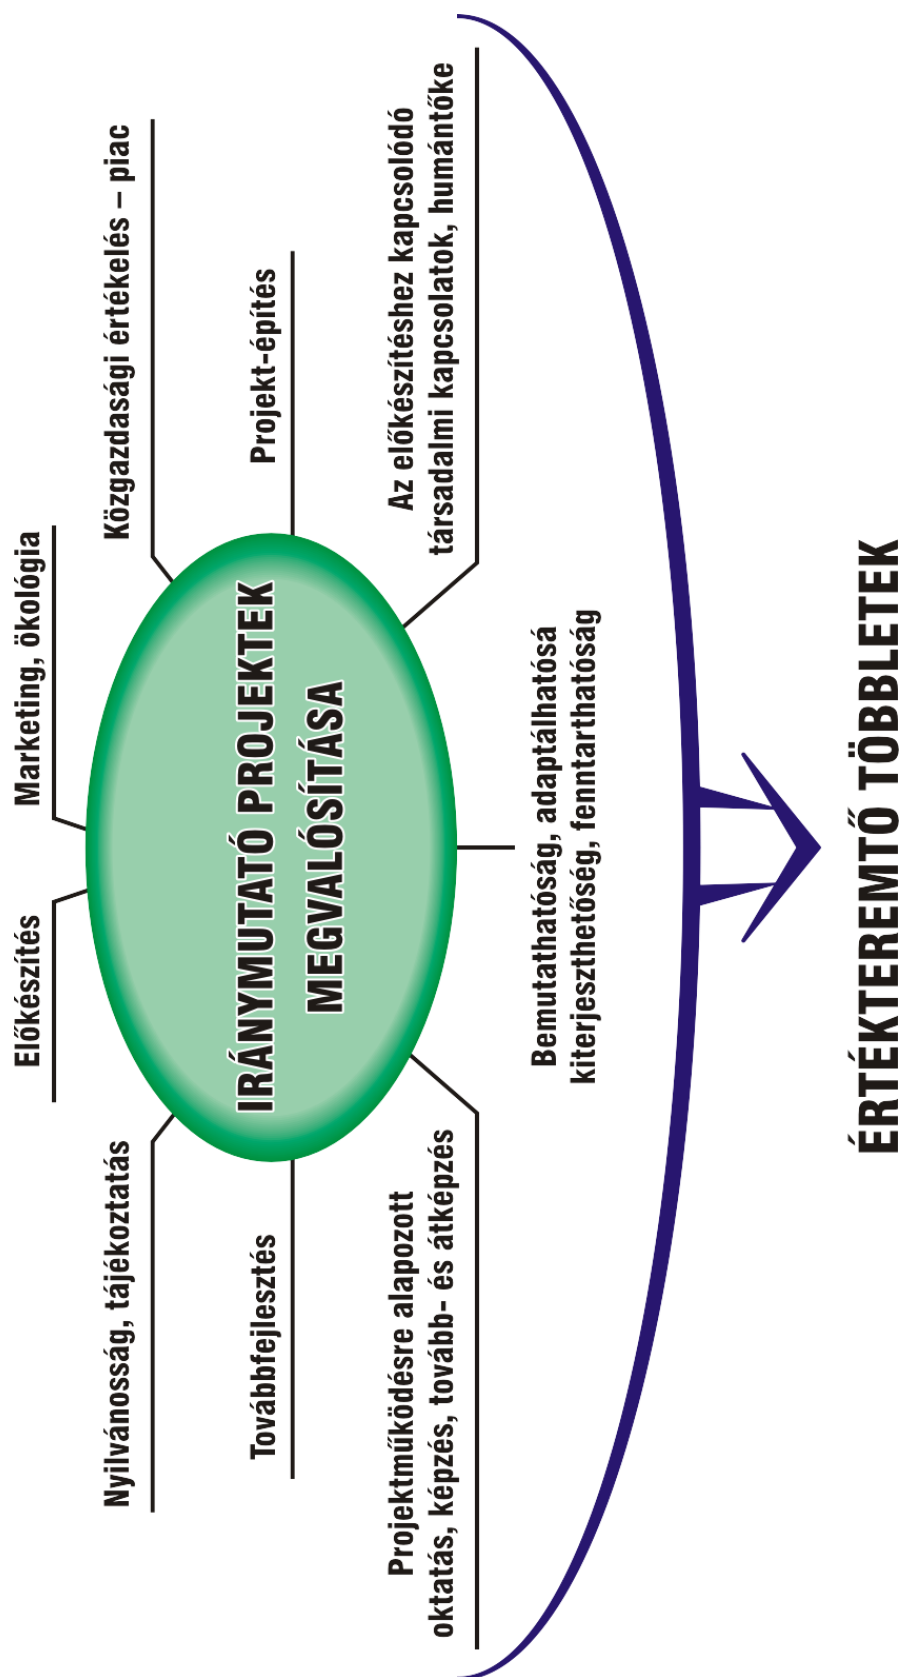 Előkészítés
Marketing, ökológia
Nyilvánosság, tájékoztatás
Közgazdasági értékelés – piac
Továbbfejlesztés
IRÁNYMUTATÓ PROJEKTEK
MEGVALÓSÍTÁSA
Projekt-építés
Projektműködésre alapozott
oktatás, képzés, tovább- és átképzés
Az előkészítéshez kapcsolódó
társadalmi kapcsolatok, humántőke
Bemutathatóság, adaptálhatósá
kiterjeszthetőség, fenntarthatóság
ÉRTÉKTEREMTŐ TÖBBLETEK